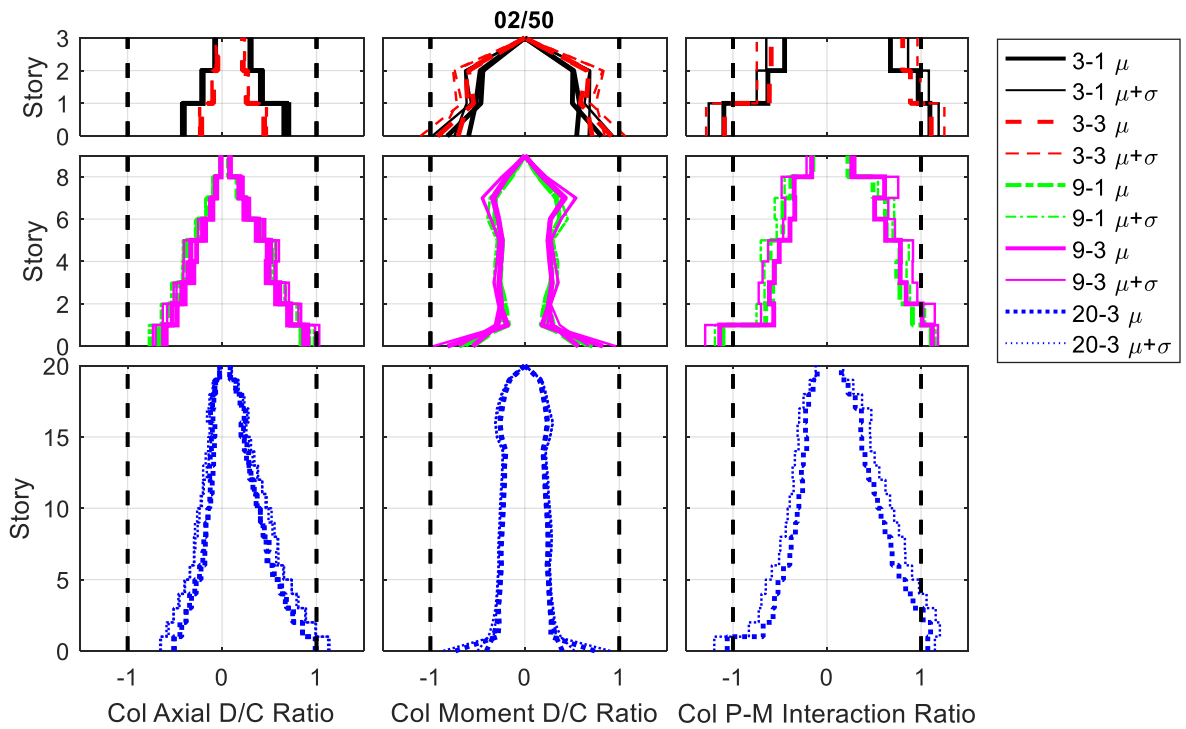 02/50
3
2
1
0
Story
8
6
4
2
0
Story
20
15
10
5
0
Story
-1 0 1
-1 0 1
-1 0 1
Col Axial D/C Ratio
Col Moment D/C Ratio
Col P-M Interaction Ratio
3-1 μ
3-1 μ+σ
3-3 μ
3-3 μ+σ
9-1 μ
9-1 μ+σ
9-3 μ
9-3 μ+σ
20-3 μ
20-3 μ+σ